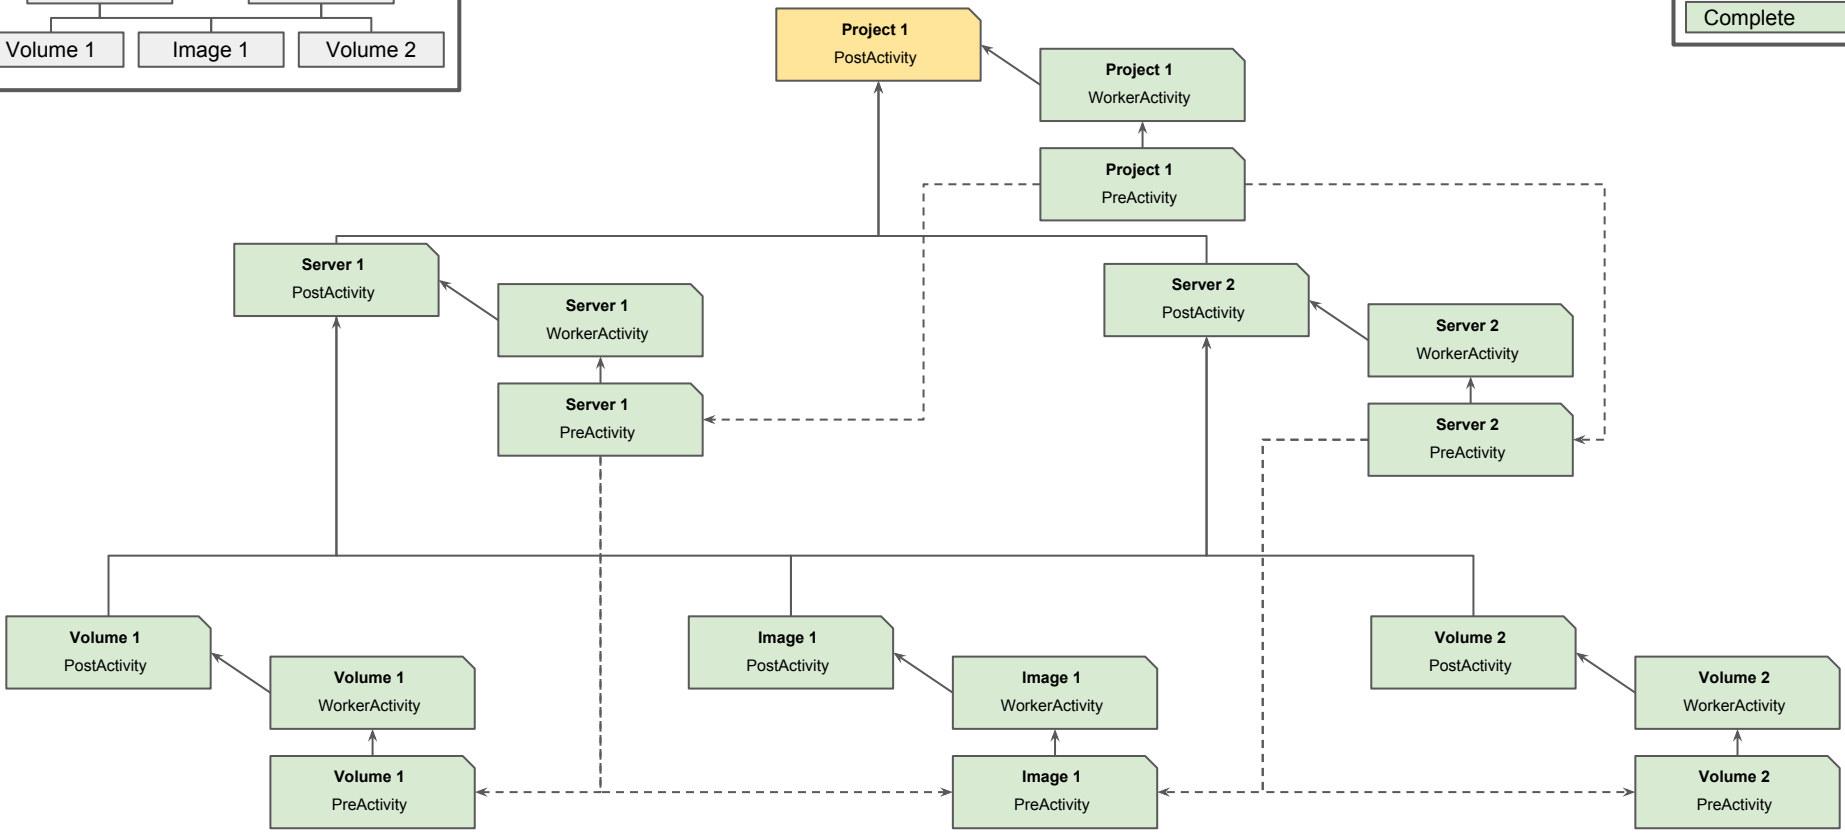 Volume 1
Image 1
Volume 2
Complete
Project 1
PostActivity
Project 1
WorkerActivity
Project 1
PreActivity
Server 1
PostActivity
Server 1
WorkerActivity
Server 1
PreActivity
Server 2
PostActivity
Server 2
WorkerActivity
Server 2
PreActivity
Volume 1
PostActivity
Volume 1
WorkerActivity
Volume 1
PreActivity
Image 1
PostActivity
Image 1
WorkerActivity
Image 1
PreActivity
Volume 2
PostActivity
Volume 2
WorkerActivity
Volume 2
PreActivity